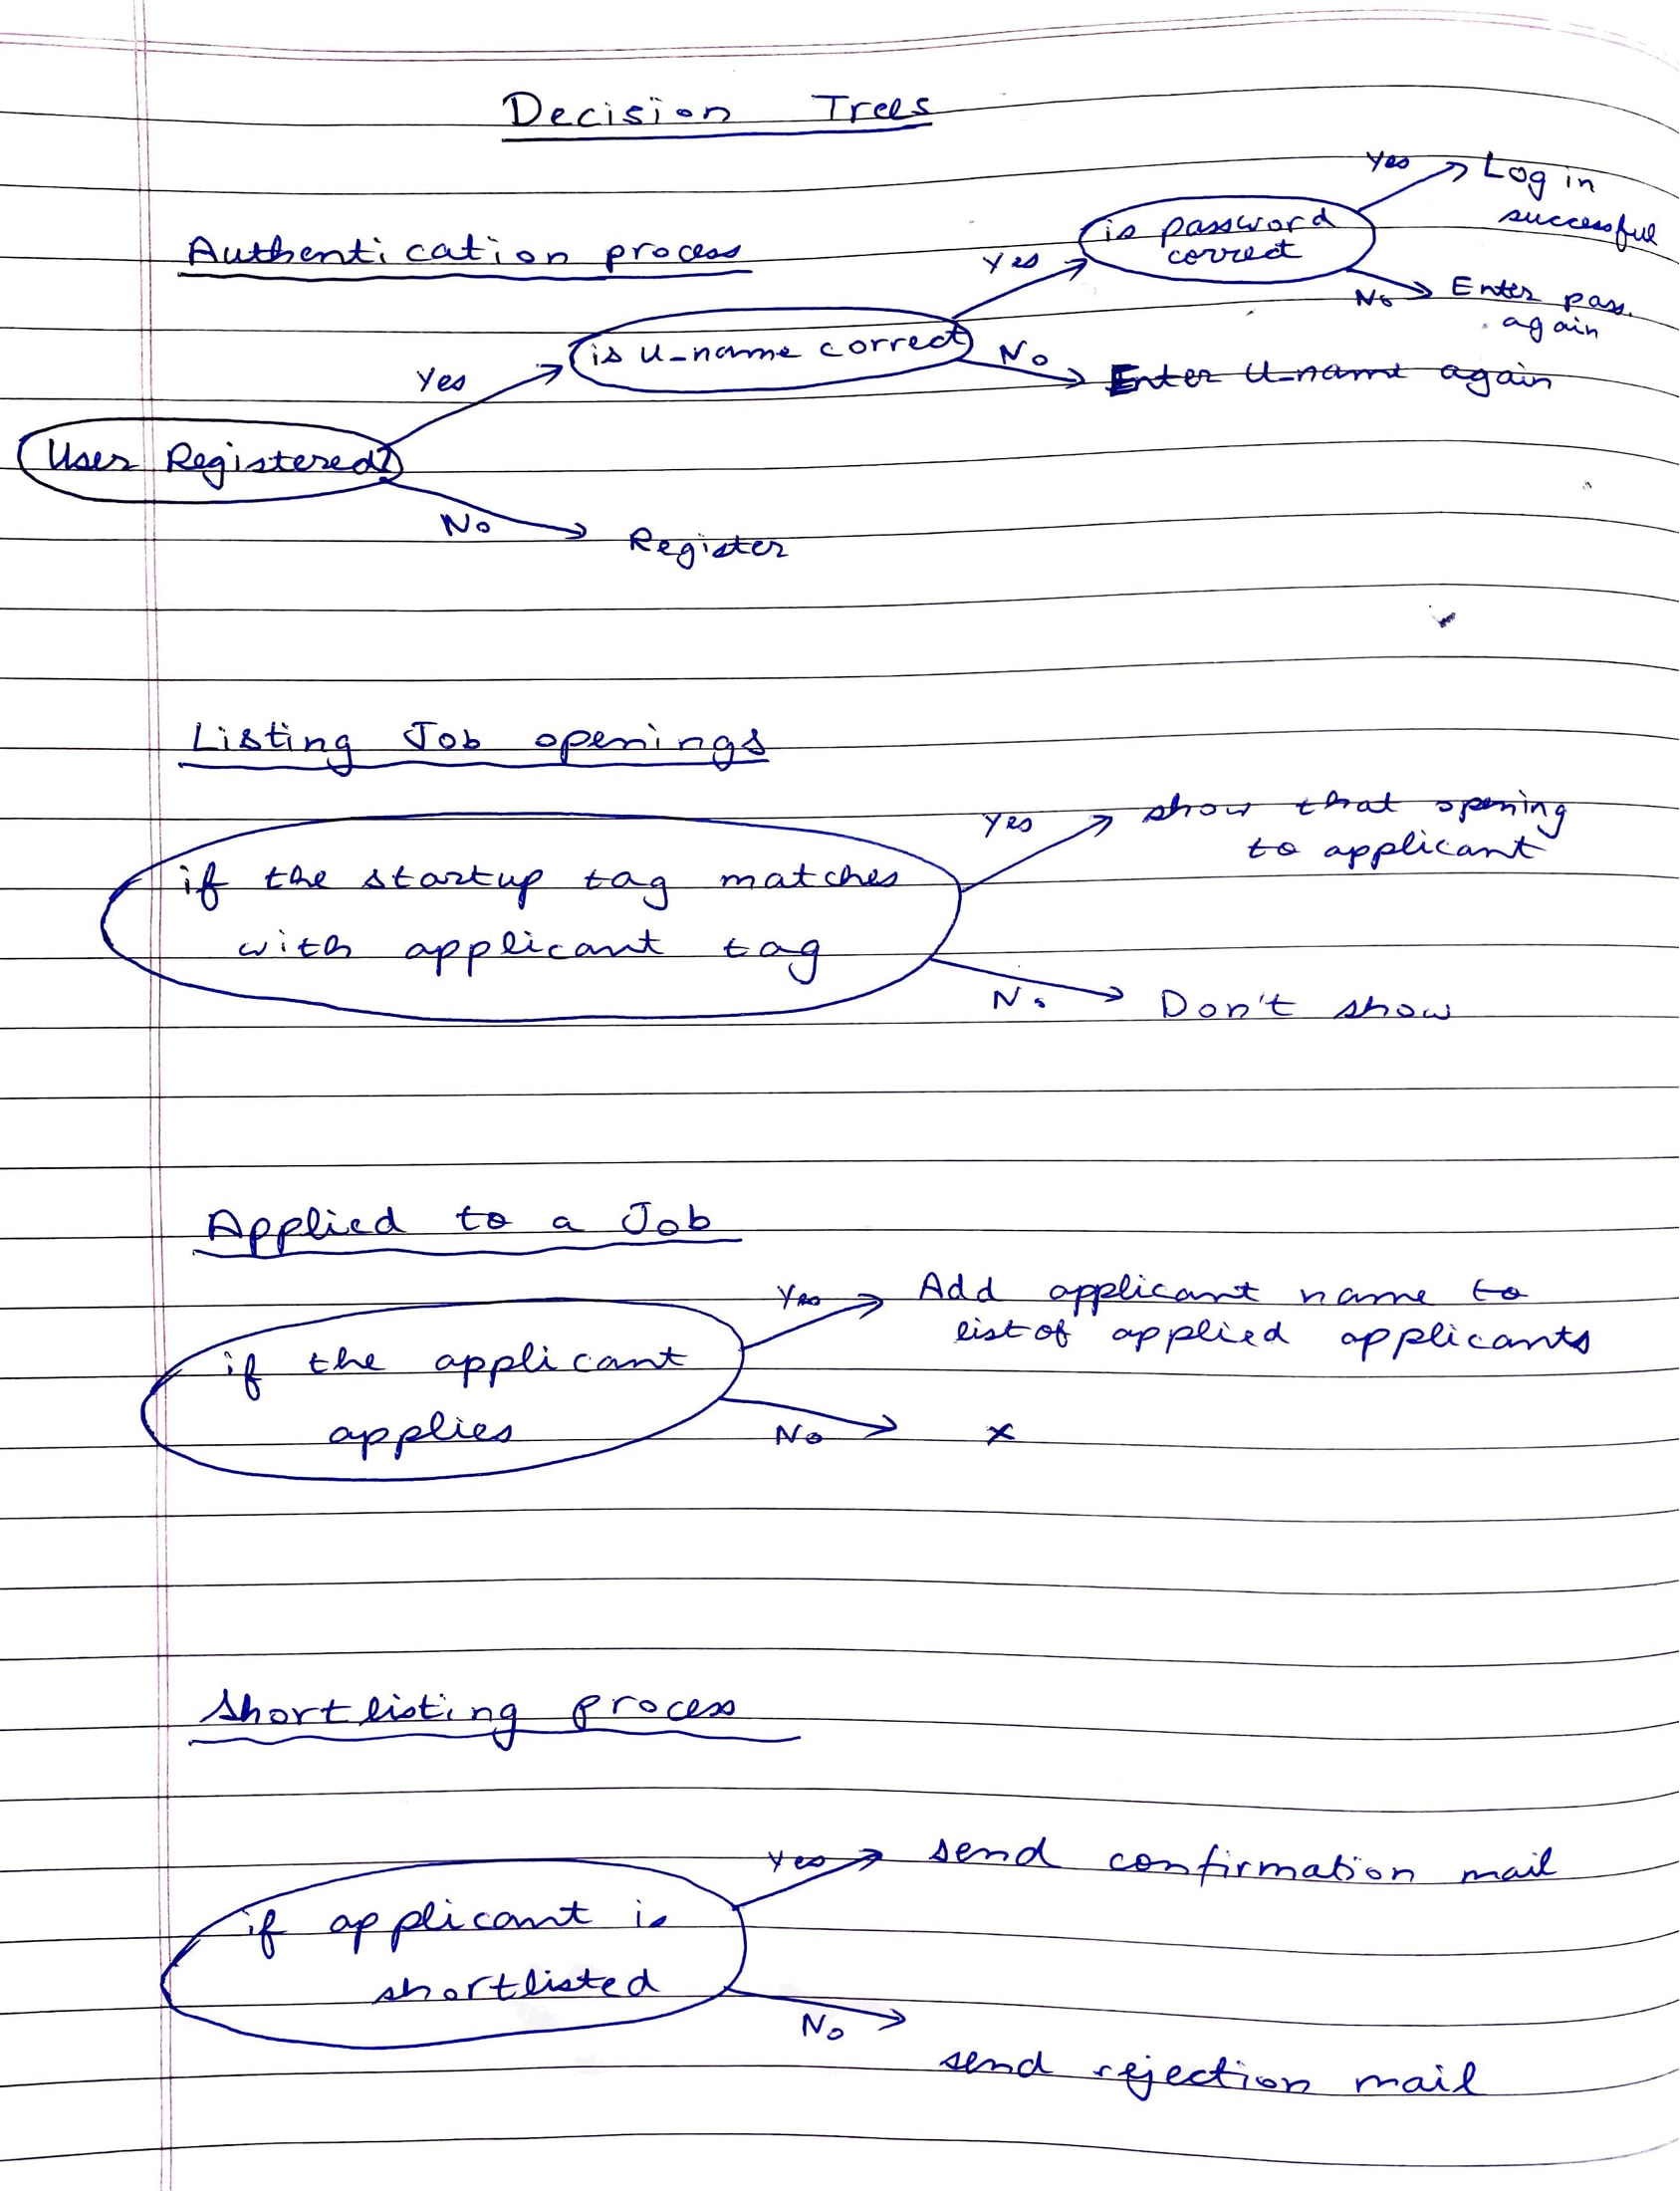 Decision Trees
Authentication process
User Registered?
Yes
No
Register
is U-name correct
Yes
No
Enter U-name again
is password
correct
Yes
Log in
successful
No
Enter pass.
again
Listing Job openings
if the startup tag matches
with applicant tag
Yes
show that opening
to applicant
No
Don't show
Applied to a Job
if the applicant
applies
Yes
Add applicant name to
list of applied applicants
No
x
Shortlisting process
if applicant is
shortlisted
Yes
send confirmation mail
No
send rejection mail